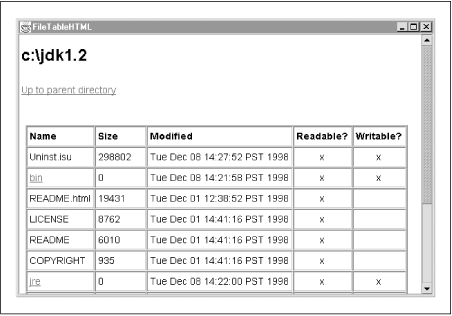 FileTableHTML
c:\jdk1.2
Up to parent directory
Name Size Modified Readable? Writable?
Uninst.isu 298802 Tue Dec 08 14:27:52 PST 1998 x x
bin 0 Tue Dec 08 14:21:58 PST 1998 x x
README.html 19431 Tue Dec 01 12:38:52 PST 1998 x
LICENSE 8762 Tue Dec 01 14:41:16 PST 1998 x
README 6010 Tue Dec 01 14:41:16 PST 1998 x
COPYRIGHT 935 Tue Dec 01 14:41:16 PST 1998 x
jre 0 Tue Dec 08 14:22:00 PST 1998 x x